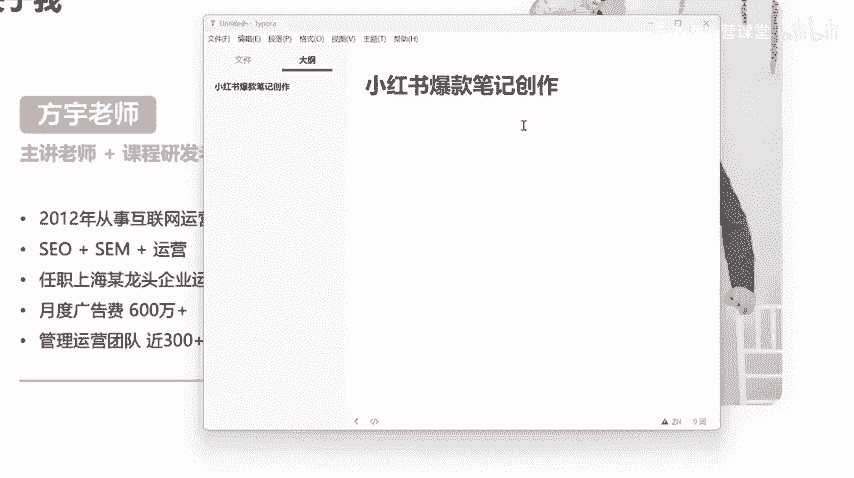 于我
方宇老师
主讲老师 + 课程研发
2012年从事互联网运营
SEO + SEM + 运营
任职上海某龙头企业运
月度广告费 600万+
管理运营团队 近300+
Untitled - Typora
文件(F) 编辑(E) 段落(P) 格式(O) 视图(V) 主题(T) 帮助(H)
文件 大纲
小红书爆款笔记创作
小红书爆款笔记创作
ZH 9 词
营课堂 bilibili